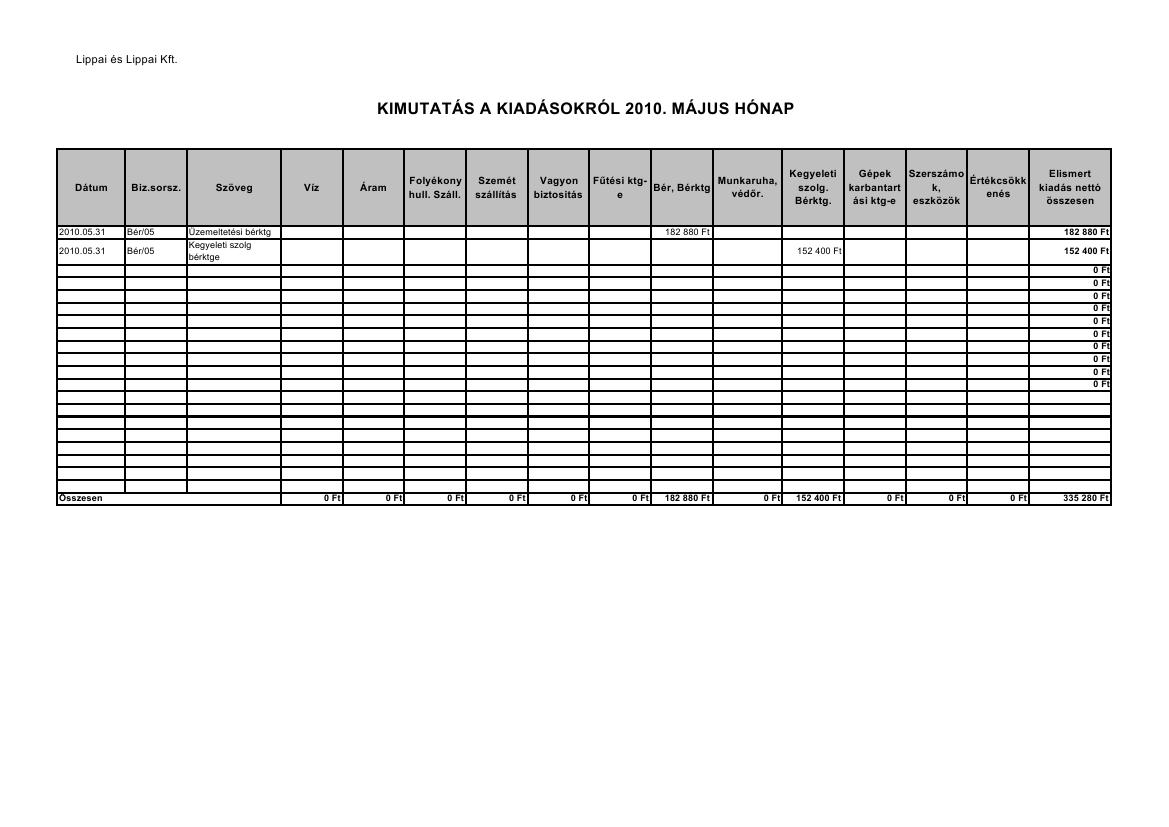 Lippai és Lippai Kft.
KIMUTATÁS A KIADÁSOKRÓL 2010. MÁJUS HÓNAP
Dátum Biz.sorsz. Szöveg Víz Áram Folyékony hull. Száll. Szemét szállítás Vagyon biztosítás Fűtési ktg-e Bér, Bérktg Munkaruha, védőr. Kegyeleti szolg. Bérktg. Gépek karbantart ási ktg-e Szerszámo k, eszközök Értékcsökk enés Elismert kiadás nettó összesen
2010.05.31 Bér/05 Üzemeltetési bérktg 182 880 Ft 182 880 Ft
2010.05.31 Bér/05 Kegyeleti szolg bérktge 152 400 Ft 152 400 Ft
0 Ft
0 Ft
0 Ft
0 Ft
0 Ft
0 Ft
0 Ft
0 Ft
0 Ft
0 Ft
Összesen 0 Ft 0 Ft 0 Ft 0 Ft 0 Ft 0 Ft 182 880 Ft 0 Ft 152 400 Ft 0 Ft 0 Ft 0 Ft 335 280 Ft